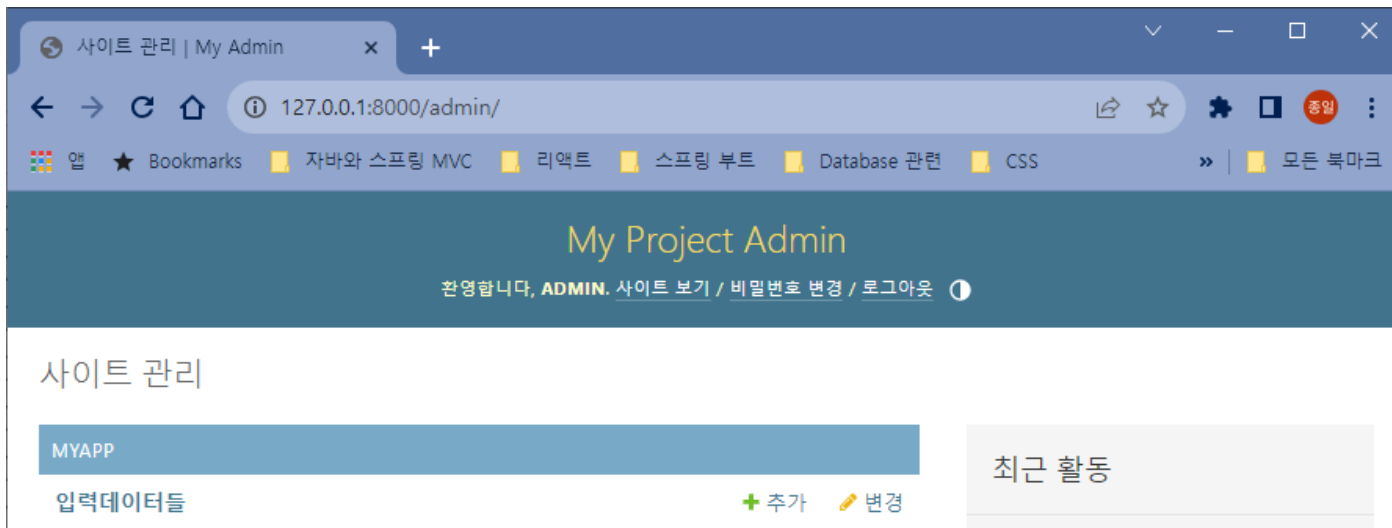 사이트 관리 | My Admin
127.0.0.1:8000/admin/
종일
앱 Bookmarks 자바와 스프링 MVC 리액트 스프링 부트 Database 관련 CSS » 모든 북마크
My Project Admin
환영합니다, ADMIN. 사이트 보기 / 비밀번호 변경 / 로그아웃
사이트 관리
MYAPP
입력데이터들 추가 변경
최근 활동